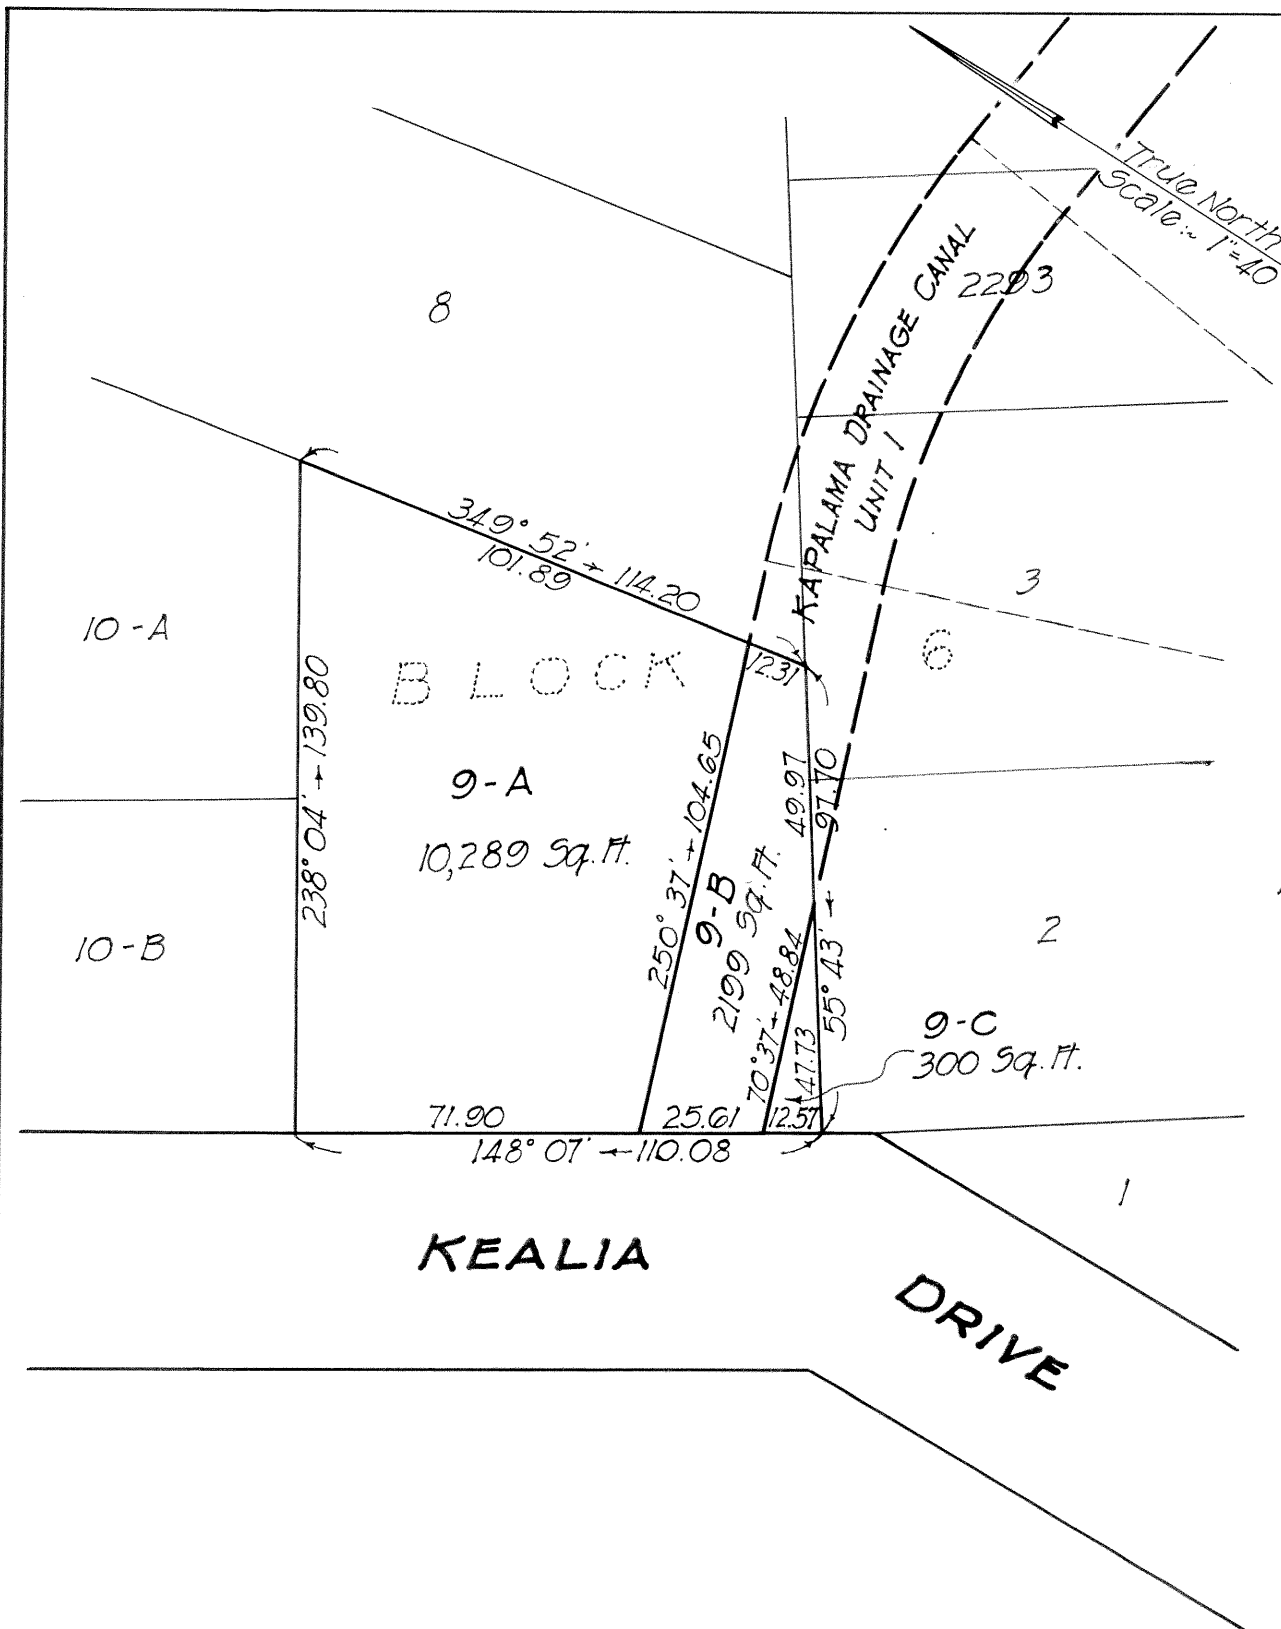 True North
Scale:~ 1"=40
2293
8
KAPALAMA DRAINAGE CANAL
UNIT 1
349° 52' 114.20
101.89
3
10-A
BLOCK
6
12.31
238° 04' 139.80
9-A
10,289 Sq. Ft.
250° 37' 104.65
49.97
97.70
55° 43'
9-B
2199 Sq. Ft.
70° 37' 48.84
47.73
10-B
2
9-C
300 Sq. Ft.
71.90
25.61
12.57
148° 07' 110.08
1
KEALIA
DRIVE